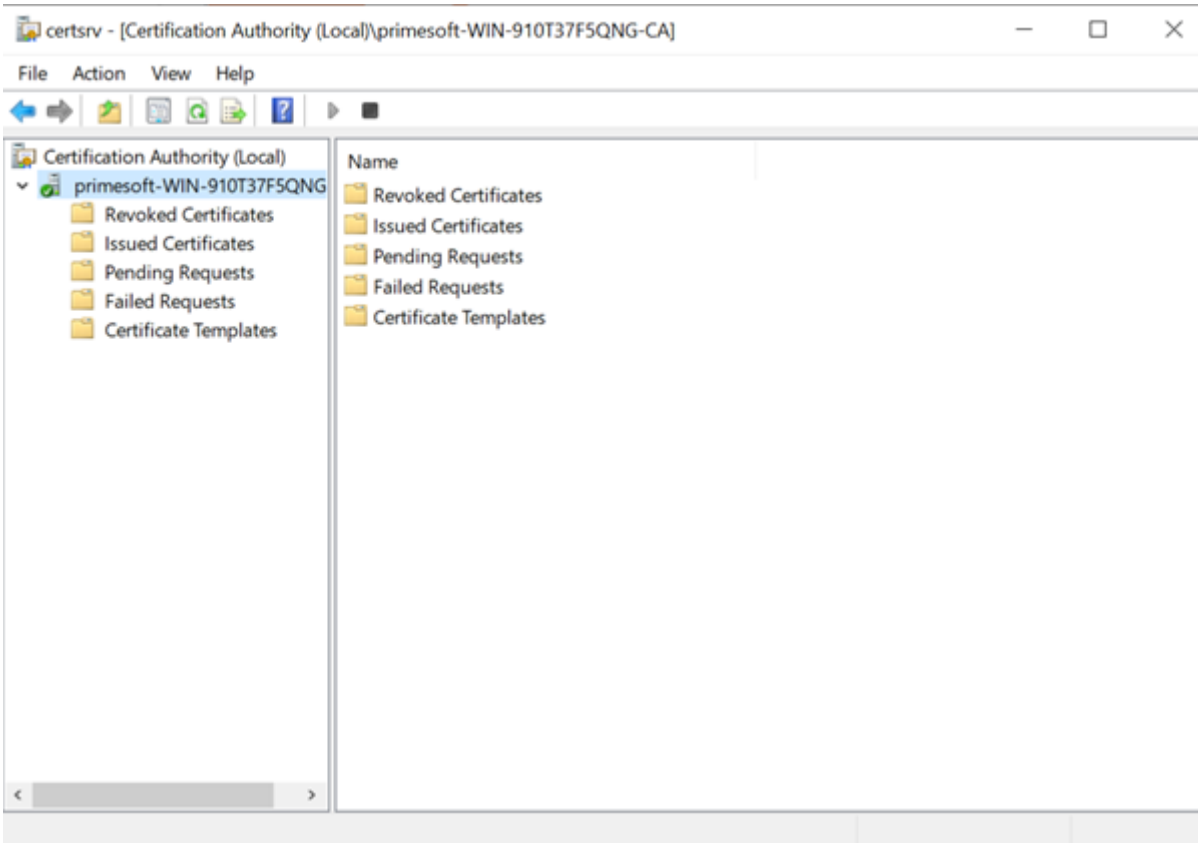 certsrv - [Certification Authority (Local)\primesoft-WIN-910T37F5QNG-CA]
File Action View Help
Certification Authority (Local)
primesoft-WIN-910T37F5QNG
Revoked Certificates
Issued Certificates
Pending Requests
Failed Requests
Certificate Templates
Name
Revoked Certificates
Issued Certificates
Pending Requests
Failed Requests
Certificate Templates